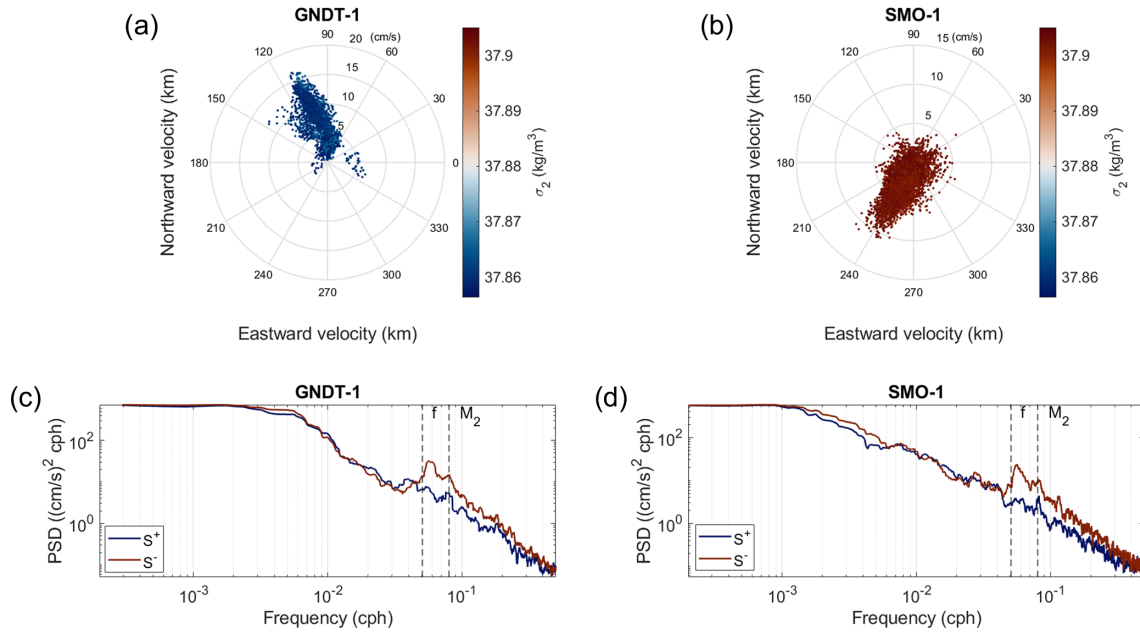 (a)
GNDT-1
90
20 (cm/s)
120
60
15
10
150
30
5
180
0
210
330
240
300
270
Northward velocity (km)
Eastward velocity (km)
37.9
37.89
37.88
37.87
37.86
σ2 (kg/m3)
(b)
SMO-1
90
15 (cm/s)
120
60
10
150
30
5
180
0
210
330
240
300
270
Northward velocity (km)
Eastward velocity (km)
37.9
37.89
37.88
37.87
37.86
σ2 (kg/m3)
(c)
GNDT-1
f
M2
10^2
10^0
PSD ((cm/s)2 cph)
S+
S-
10-3
10-2
10-1
Frequency (cph)
(d)
SMO-1
f
M2
10^2
10^0
PSD ((cm/s)2 cph)
S+
S-
10-3
10-2
10-1
Frequency (cph)